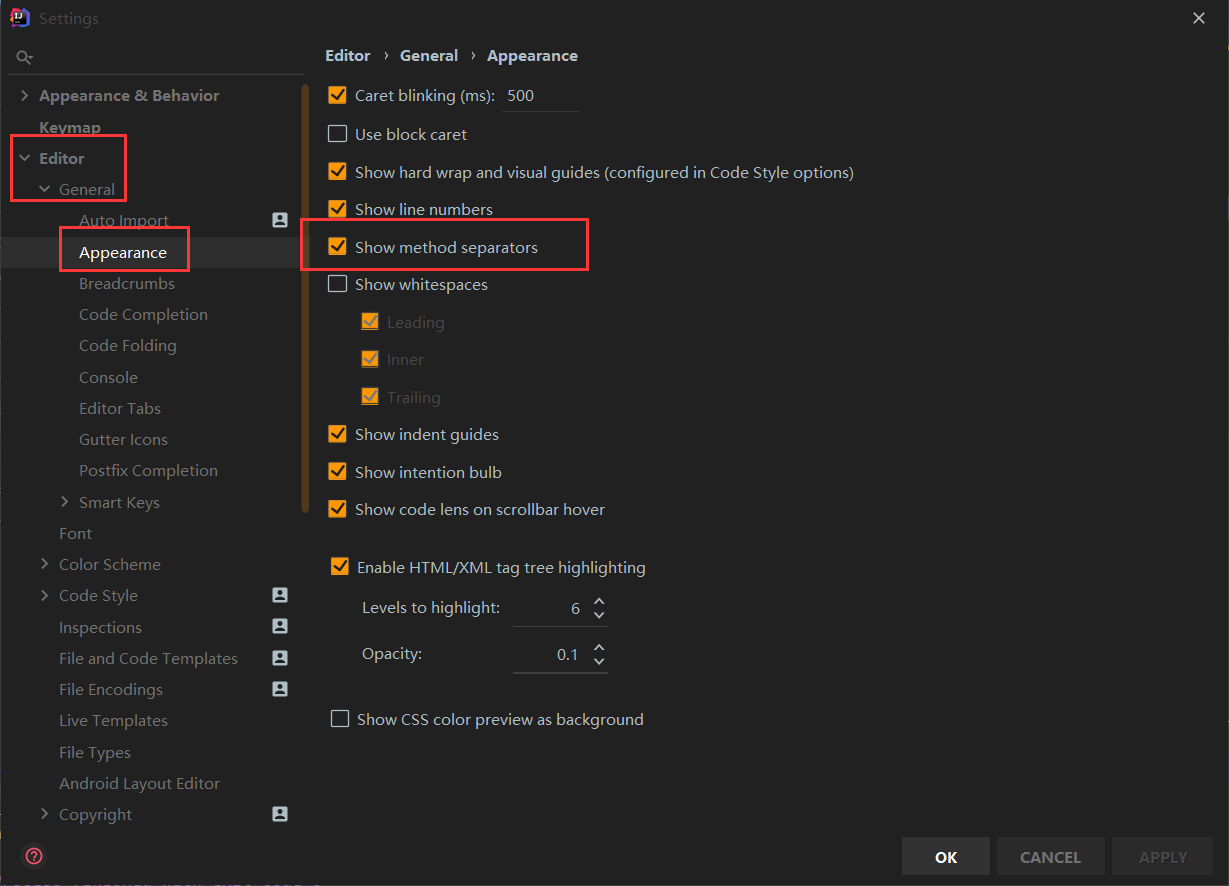 Settings
Editor › General › Appearance
Appearance & Behavior
Keymap
Editor
General
Auto Import
Appearance
Breadcrumbs
Code Completion
Code Folding
Console
Editor Tabs
Gutter Icons
Postfix Completion
Smart Keys
Font
Color Scheme
Code Style
Inspections
File and Code Templates
File Encodings
Live Templates
File Types
Android Layout Editor
Copyright
Caret blinking (ms): 500
Use block caret
Show hard wrap and visual guides (configured in Code Style options)
Show line numbers
Show method separators
Show whitespaces
Leading
Inner
Trailing
Show indent guides
Show intention bulb
Show code lens on scrollbar hover
Enable HTML/XML tag tree highlighting
Levels to highlight: 6
Opacity: 0.1
Show CSS color preview as background
OK CANCEL APPLY